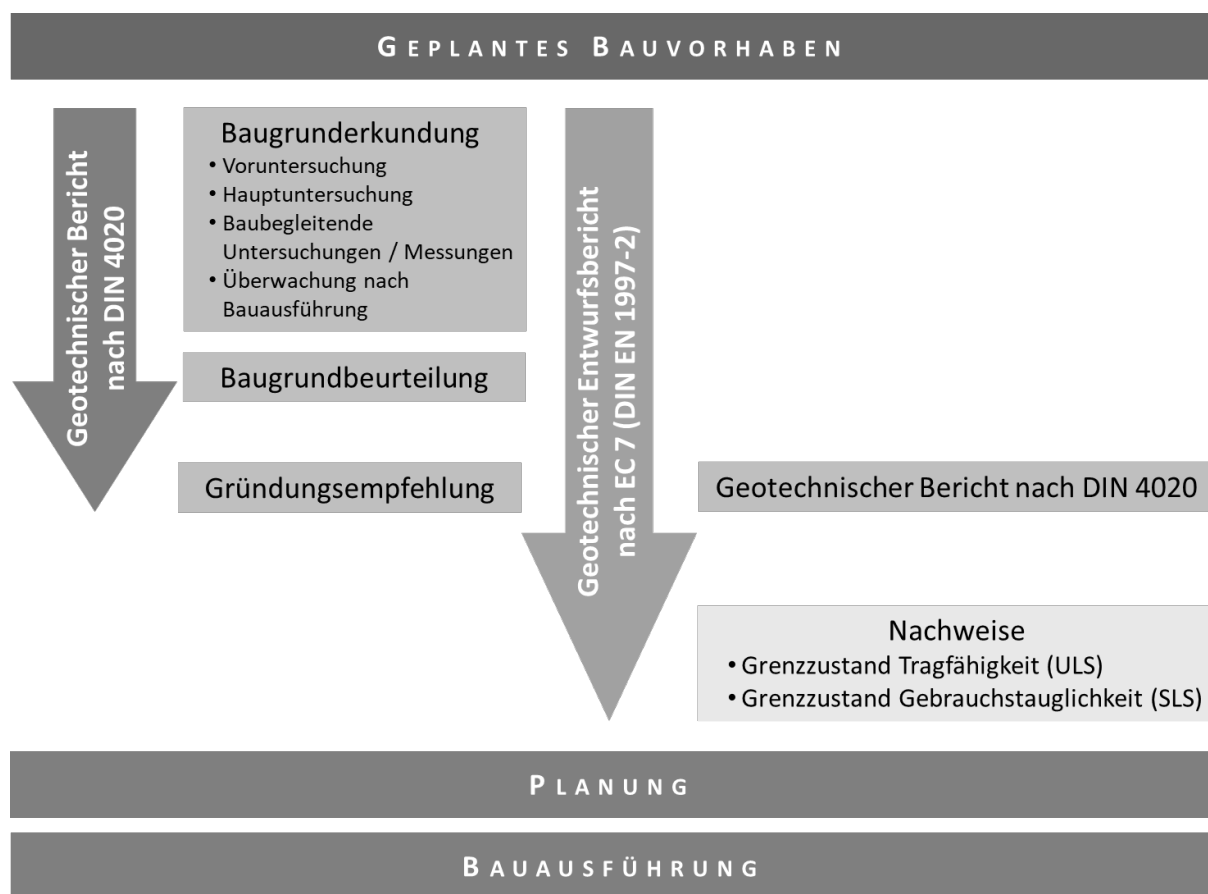 GEPLANTES BAUVORHABEN
Geotechnischer Bericht
nach DIN 4020
Baugrunderkundung
• Voruntersuchung
• Hauptuntersuchung
• Baubegleitende
Untersuchungen / Messungen
• Überwachung nach
Bauausführung
Baugrundbeurteilung
Gründungsempfehlung
Geotechnischer Entwurfsbericht
nach EC 7 (DIN EN 1997-2)
Geotechnischer Bericht nach DIN 4020
Nachweise
• Grenzzustand Tragfähigkeit (ULS)
• Grenzzustand Gebrauchstauglichkeit (SLS)
PLANUNG
BAUAUSFÜHRUNG